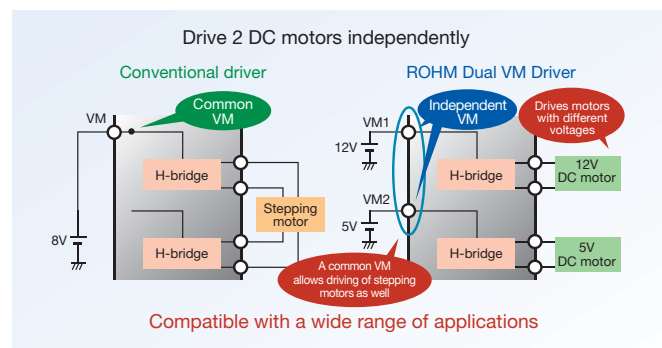 Drive 2 DC motors independently
Conventional driver
ROHM Dual VM Driver
Common
VM
VM
H-bridge
H-bridge
8V
Stepping
motor
Independent
VM
VM1
12V
VM2
5V
H-bridge
H-bridge
Drives motors
with different
voltages
12V
DC motor
5V
DC motor
A common VM
allows driving of stepping
motors as well
Compatible with a wide range of applications